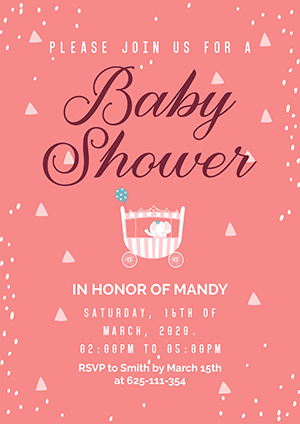 PLEASE JOIN US FOR A
Baby
Shower
IN HONOR OF MANDY
SATURDAY, 16TH OF
MARCH, 2020.
02:00PM TO 05:00PM
RSVP to Smith by March 15th
at 625-111-354